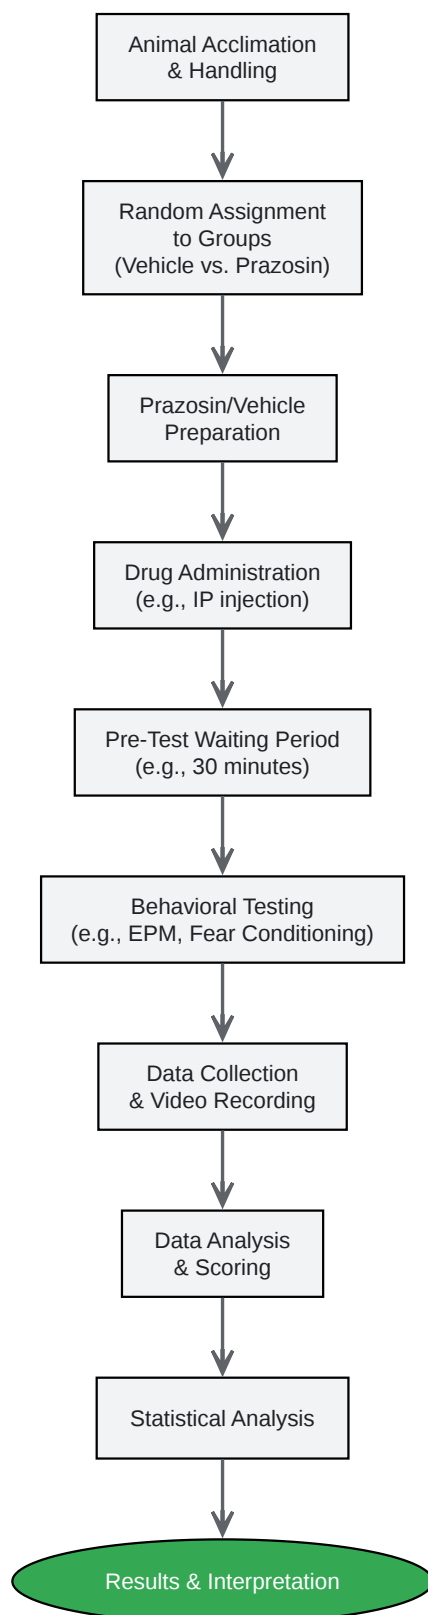 Animal Acclimation
& Handling
Random Assignment
to Groups
(Vehicle vs. Prazosin)
Prazosin/Vehicle
Preparation
Drug Administration
(e.g., IP injection)
Pre-Test Waiting Period
(e.g., 30 minutes)
Behavioral Testing
(e.g., EPM, Fear Conditioning)
Data Collection
& Video Recording
Data Analysis
& Scoring
Statistical Analysis
Results & Interpretation